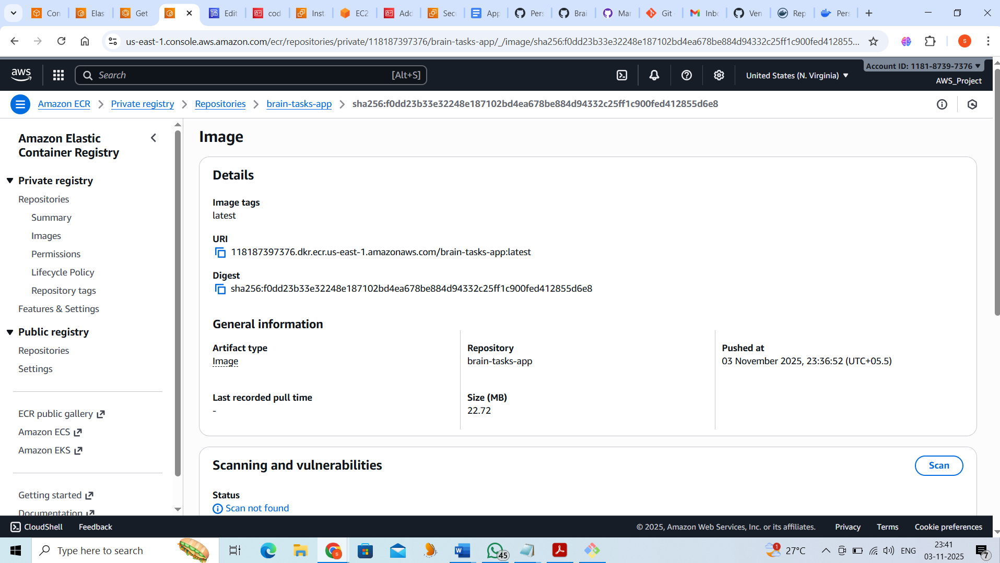 Con
Elas
Get
Edit
cod
Inst
EC2
Add
Sec
App
Pers
Brai
Mar
Git
Inbo
Ven
Rep
Pers
us-east-1.console.aws.amazon.com/ecr/repositories/private/118187397376/brain-tasks-app/_/image/sha256:f0dd23b33e32248e187102bd4ea678be884d94332c25ff1c900fed412855...
S
aws
Search
[Alt+S]
United States (N. Virginia)
Account ID: 1181-8739-7376
AWS_Project
Amazon ECR
Private registry
Repositories
brain-tasks-app
sha256:f0dd23b33e32248e187102bd4ea678be884d94332c25ff1c900fed412855d6e8
Amazon Elastic
Container Registry
Private registry
Repositories
Summary
Images
Permissions
Lifecycle Policy
Repository tags
Features & Settings
Public registry
Repositories
Settings
ECR public gallery
Amazon ECS
Amazon EKS
Getting started
Documentation
Image
Details
Image tags
latest
URI
118187397376.dkr.ecr.us-east-1.amazonaws.com/brain-tasks-app:latest
Digest
sha256:f0dd23b33e32248e187102bd4ea678be884d94332c25ff1c900fed412855d6e8
General information
Artifact type
Image
Repository
brain-tasks-app
Pushed at
03 November 2025, 23:36:52 (UTC+05.5)
Last recorded pull time
-
Size (MB)
22.72
Scanning and vulnerabilities
Scan
Status
Scan not found
CloudShell
Feedback
© 2025, Amazon Web Services, Inc. or its affiliates.
Privacy
Terms
Cookie preferences
Type here to search
45
1
27°C
ENG
23:41
03-11-2025
7